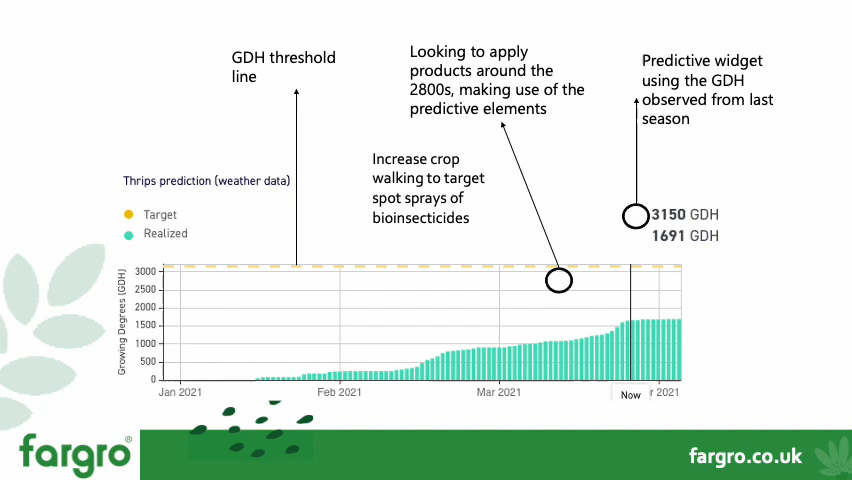 GDH threshold
line
Looking to apply
products around the
2800s, making use of the
predictive elements
Predictive widget
using the GDH
observed from last
season
Increase crop
walking to target
spot sprays of
bioinsecticides
Thrips prediction (weather data)
Target
Realized
3150 GDH
1691 GDH
Growing Degrees (GDH)
3000
2500
2000
1500
1000
500
0
Jan 2021
Feb 2021
Mar 2021
Now
r 2021
fargro®
fargro.co.uk